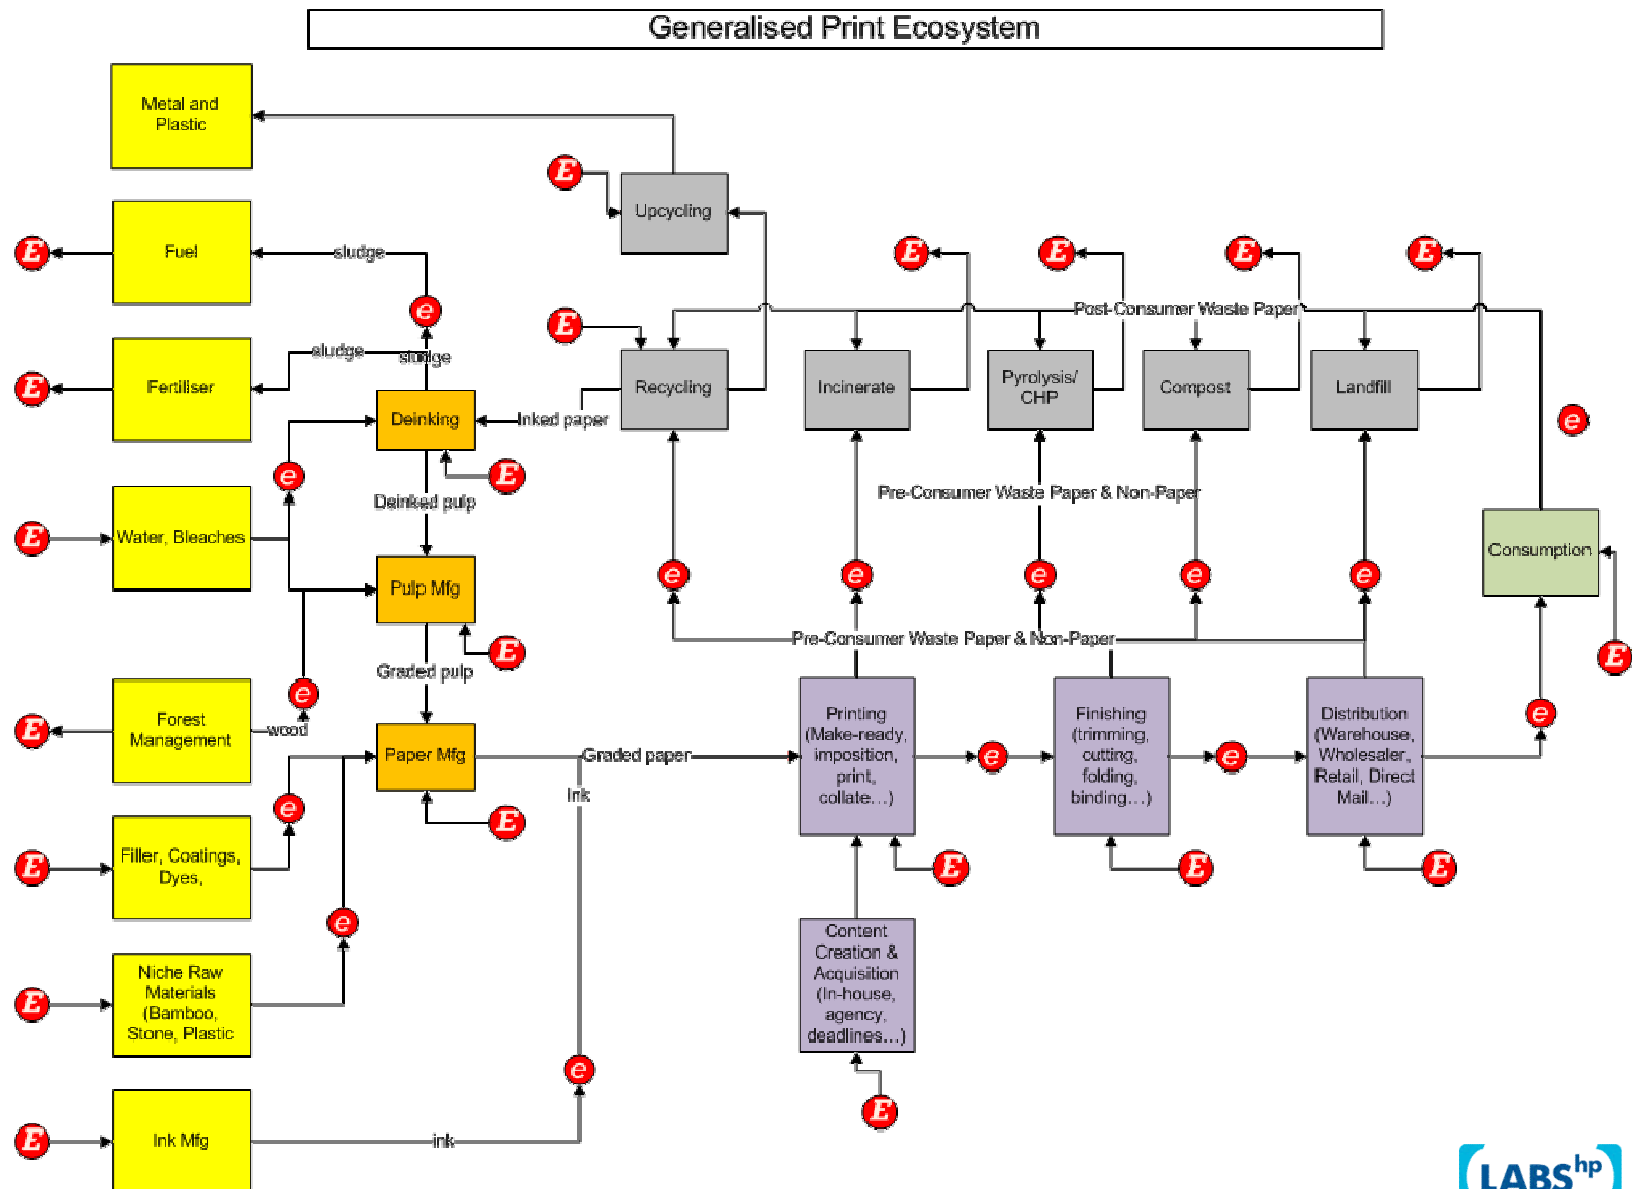 Generalised Print Ecosystem
Metal and
Plastic
E
Upcycling
E
Fuel
sludge
E
E
E
E
e
Post-Consumer Waste Paper
E
sludge
sludge
E
Fertiliser
Recycling
Incinerate
Pyrolysis/
CHP
Compost
Landfill
Deinking
Inked paper
e
e
E
Deinked pulp
Pre-Consumer Waste Paper & Non-Paper
E
Water, Bleaches
Consumption
Pulp Mfg
e
e
e
e
e
E
Pre-Consumer Waste Paper & Non-Paper
E
Graded pulp
e
E
Forest
Management
wood
Paper Mfg
Graded paper
Printing
(Make-ready,
imposition,
print,
collate...)
e
Finishing
(trimming,
cutting,
folding,
binding...)
e
Distribution
(Warehouse,
Wholesaler,
Retail, Direct
Mail...)
e
Ink
e
E
E
Filler, Coatings,
Dyes,
E
E
E
e
Content
Creation &
Acquisition
(In-house,
agency,
deadlines...)
E
Niche Raw
Materials
(Bamboo,
Stone, Plastic
e
E
E
Ink Mfg
ink
LABS hp